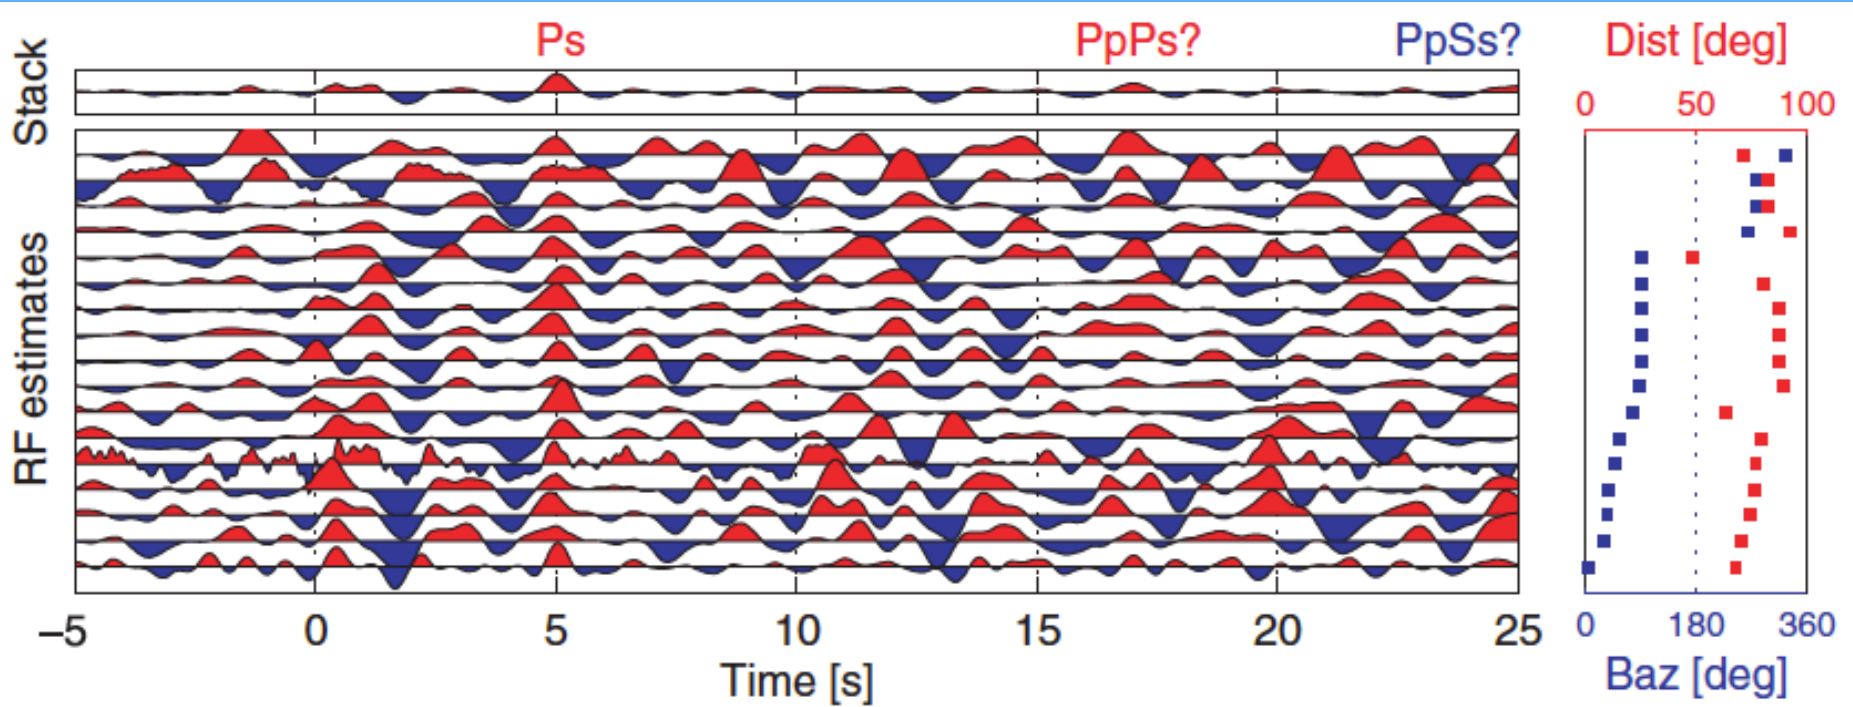 Ps PpPs? PpSs? Dist [deg]
Stack
0 50 100
RF estimates
–5 0 5 10 15 20 25 0 180 360
Time [s] Baz [deg]